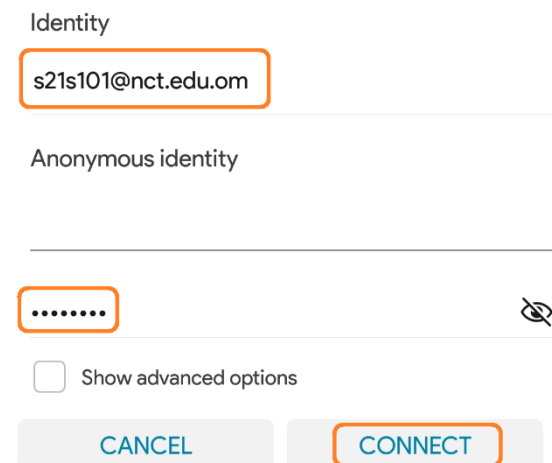 Identity
s21s101@nct.edu.om
Anonymous identity
••••••••
Show advanced options
CANCEL CONNECT